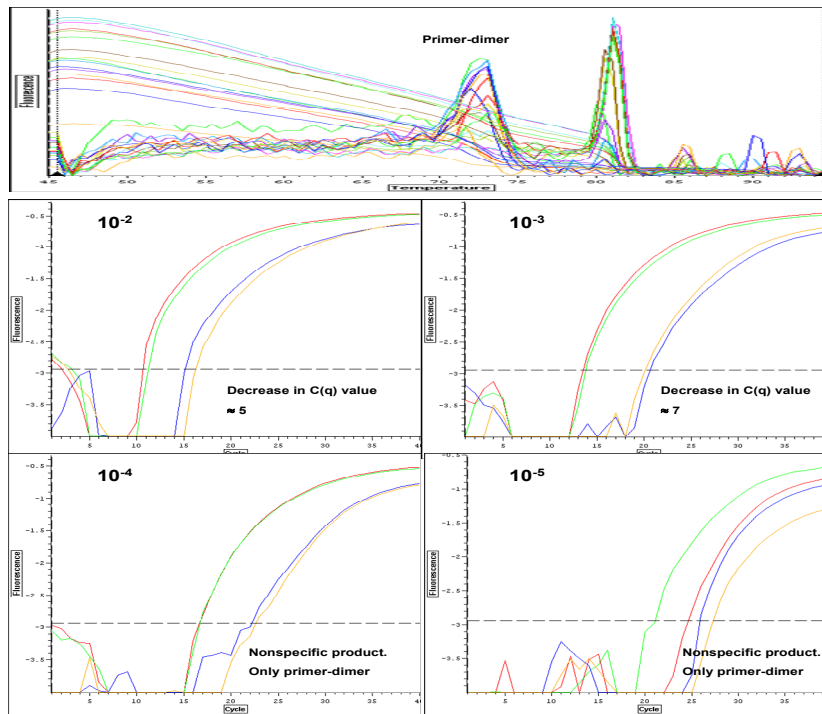 Primer-dimer
Fluorescence
45 50 55 60 65 70 75 80 85 90
Temperature
10-2
-0.5
-1
-1.5
-2
-3
-3.5
Fluorescence
Decrease in C(q) value
≈ 5
0 5 10 15 20 25 30 35 40
Cycle
10-3
-0.5
-1
-1.5
-2
-3
-3.5
Fluorescence
Decrease in C(q) value
≈ 7
5 10 15 20 25 30 35
Cycle
10-4
-0.5
-1
-1.5
-2
-3
-3.5
Fluorescence
Nonspecific product.
Only primer-dimer
0 5 10 15 20 25 30 35 40
Cycle
10-5
-0.5
-1
-1.5
-2
-3
-3.5
Fluorescence
Nonspecific product.
Only primer-dimer
5 10 15 20 25 30 35
Cycle